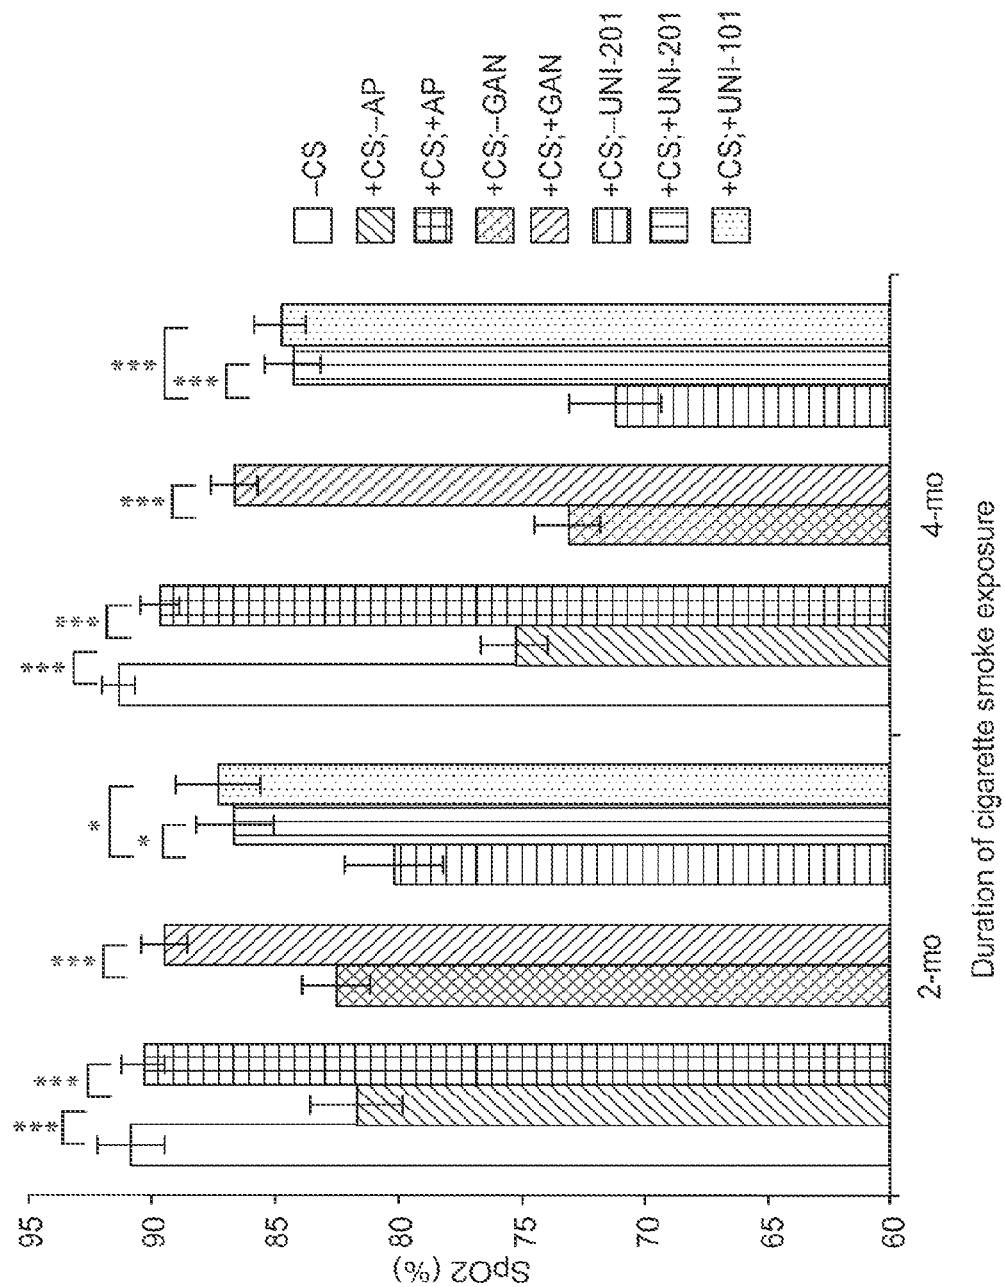 SpO2 (%)
95
90
85
80
75
70
65
60
***
***
***
*
*
***
***
***
***
***
2-mo
4-mo
Duration of cigarette smoke exposure
–CS
+CS;–AP
+CS;+AP
+CS;–GAN
+CS;+GAN
+CS;–UNI-201
+CS;+UNI-201
+CS;+UNI-101